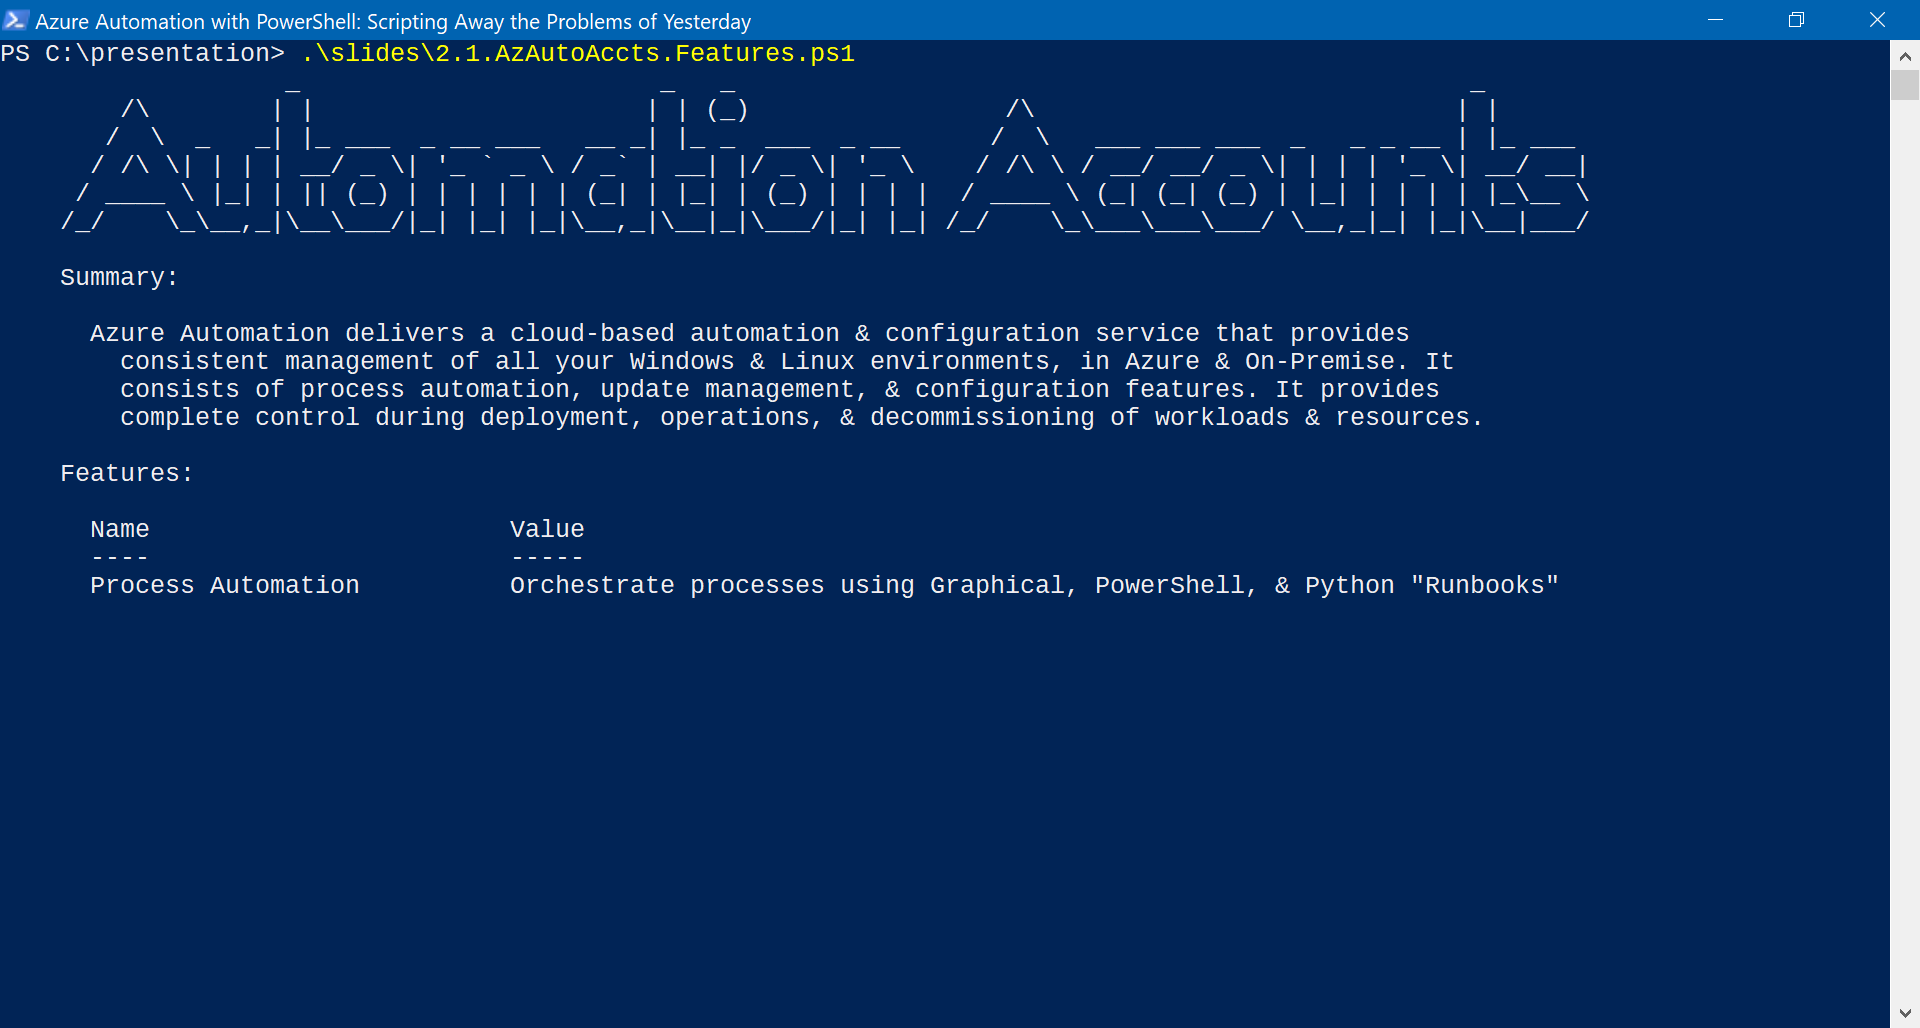 Azure Automation with PowerShell: Scripting Away the Problems of Yesterday
PS C:\presentation> .\slides\2.1.AzAutoAccts.Features.ps1
Automation Accounts
Summary:
Azure Automation delivers a cloud-based automation & configuration service that provides
consistent management of all your Windows & Linux environments, in Azure & On-Premise. It
consists of process automation, update management, & configuration features. It provides
complete control during deployment, operations, & decommissioning of workloads & resources.
Features:
Name Value
---- -----
Process Automation Orchestrate processes using Graphical, PowerShell, & Python "Runbooks"